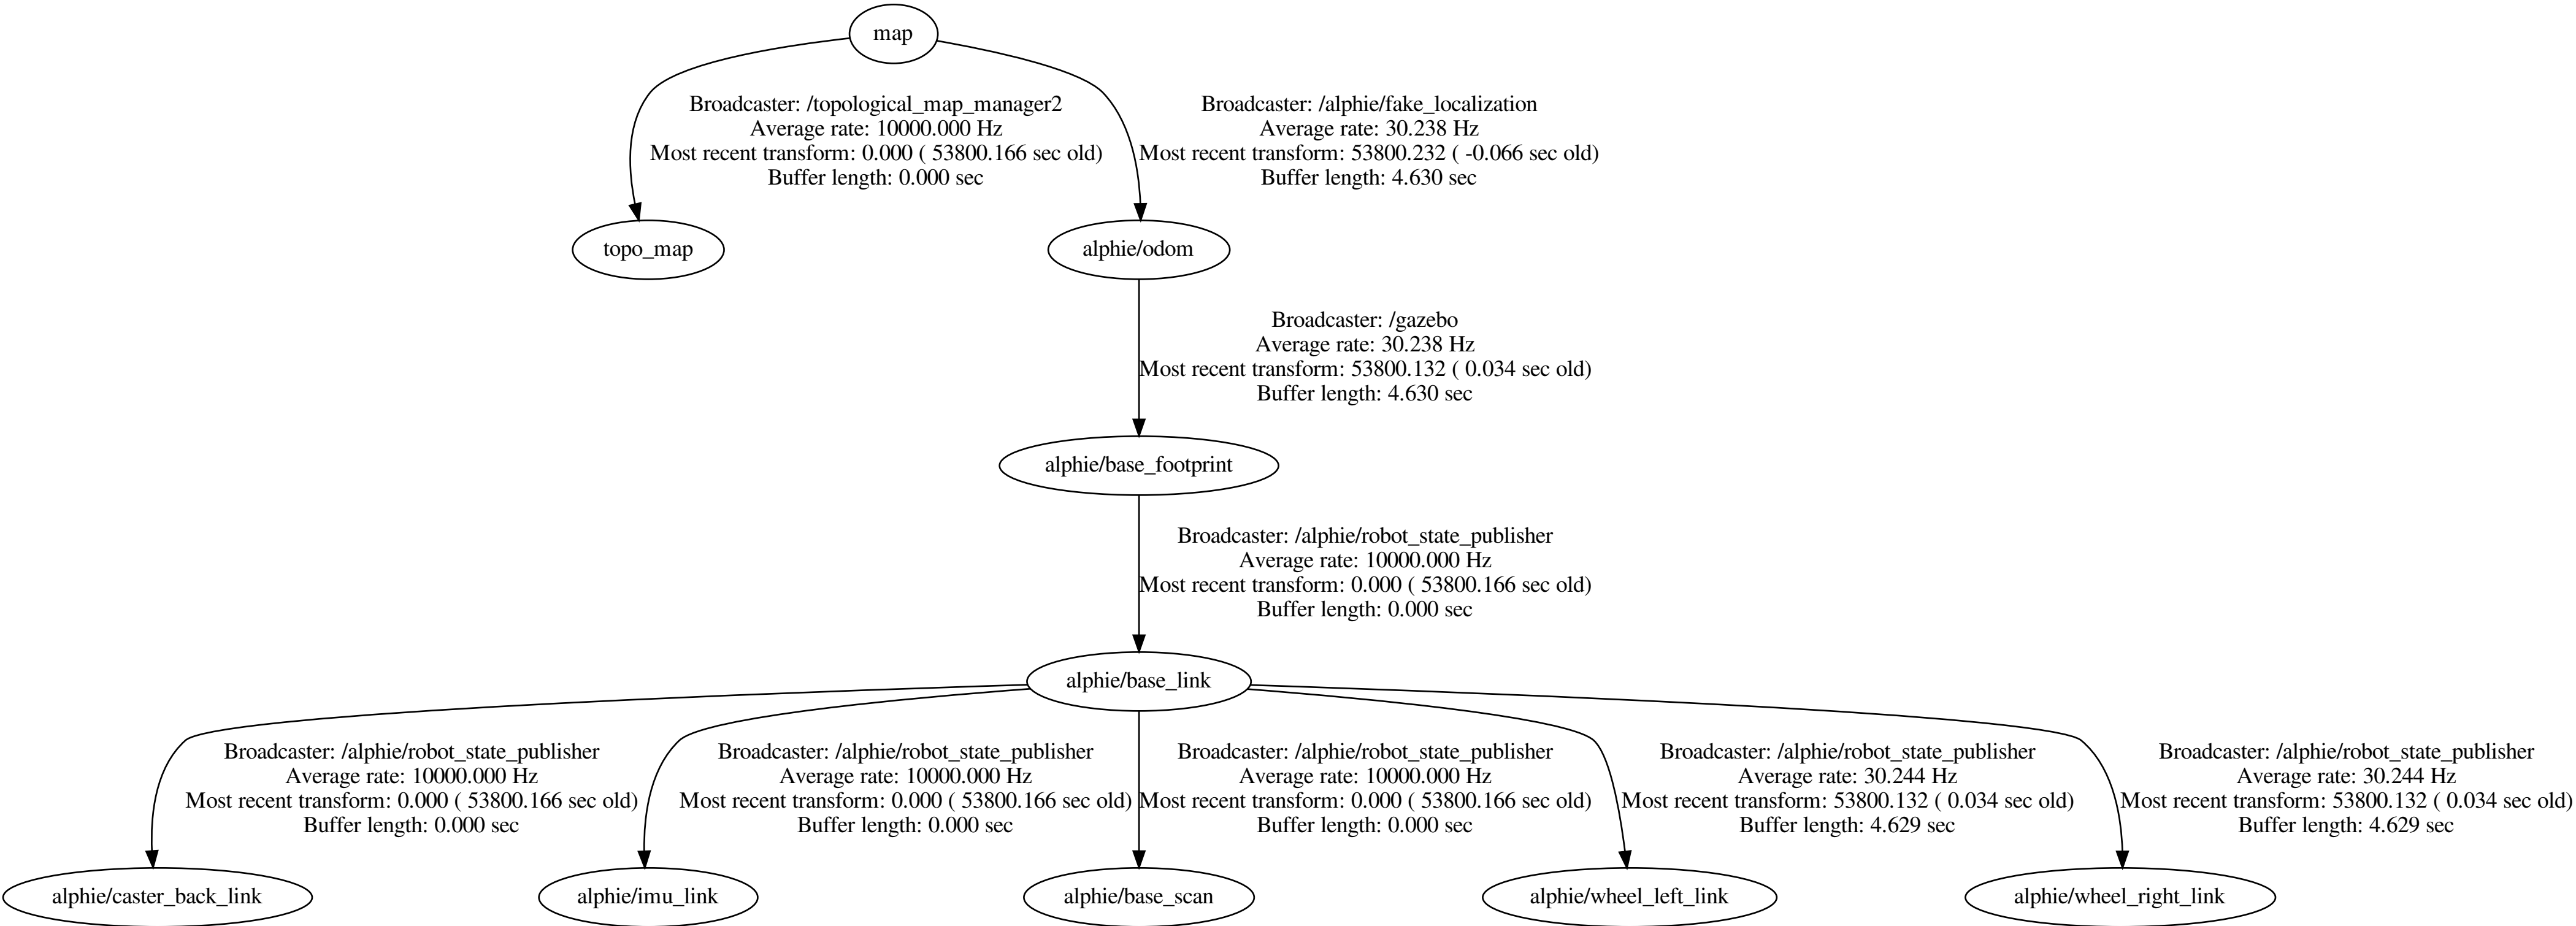 map
Broadcaster: /topological_map_manager2
Average rate: 10000.000 Hz
Most recent transform: 0.000 ( 53800.166 sec old)
Buffer length: 0.000 sec
Broadcaster: /alphie/fake_localization
Average rate: 30.238 Hz
Most recent transform: 53800.232 ( -0.066 sec old)
Buffer length: 4.630 sec
topo_map
alphie/odom
Broadcaster: /gazebo
Average rate: 30.238 Hz
Most recent transform: 53800.132 ( 0.034 sec old)
Buffer length: 4.630 sec
alphie/base_footprint
Broadcaster: /alphie/robot_state_publisher
Average rate: 10000.000 Hz
Most recent transform: 0.000 ( 53800.166 sec old)
Buffer length: 0.000 sec
alphie/base_link
Broadcaster: /alphie/robot_state_publisher
Average rate: 10000.000 Hz
Most recent transform: 0.000 ( 53800.166 sec old)
Buffer length: 0.000 sec
Broadcaster: /alphie/robot_state_publisher
Average rate: 10000.000 Hz
Most recent transform: 0.000 ( 53800.166 sec old)
Buffer length: 0.000 sec
Broadcaster: /alphie/robot_state_publisher
Average rate: 10000.000 Hz
Most recent transform: 0.000 ( 53800.166 sec old)
Buffer length: 0.000 sec
Broadcaster: /alphie/robot_state_publisher
Average rate: 30.244 Hz
Most recent transform: 53800.132 ( 0.034 sec old)
Buffer length: 4.629 sec
Broadcaster: /alphie/robot_state_publisher
Average rate: 30.244 Hz
Most recent transform: 53800.132 ( 0.034 sec old)
Buffer length: 4.629 sec
alphie/caster_back_link
alphie/imu_link
alphie/base_scan
alphie/wheel_left_link
alphie/wheel_right_link